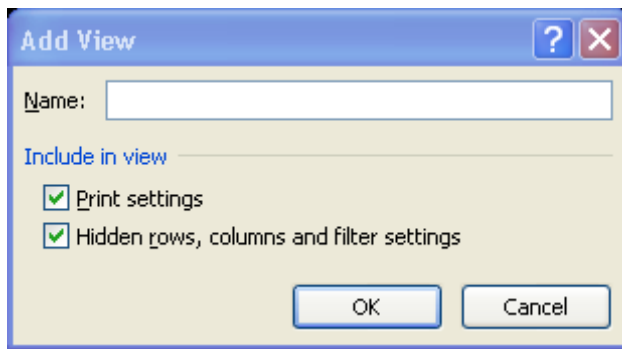 Add View
Name:
Include in view
Print settings
Hidden rows, columns and filter settings
OK Cancel